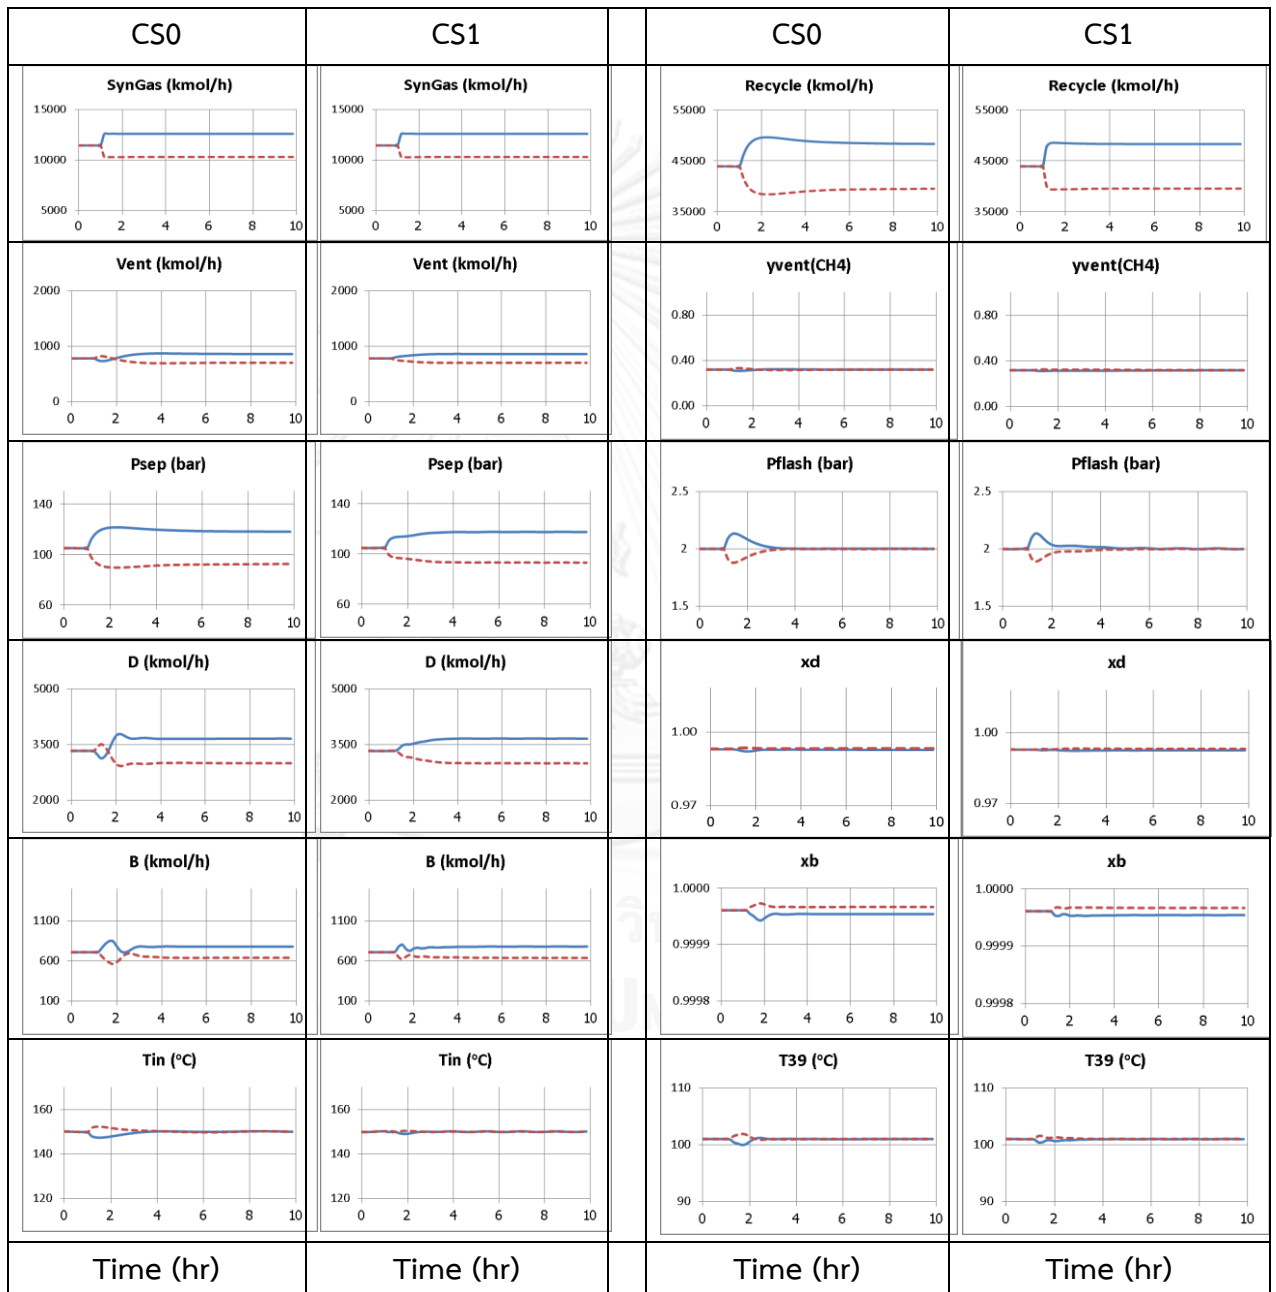 CS0 CS1 CS0 CS1
SynGas (kmol/h) SynGas (kmol/h) Recycle (kmol/h) Recycle (kmol/h)
15000 15000 55000 55000
10000 10000 45000 45000
5000 5000 35000 35000
0 2 4 6 8 10 0 2 4 6 8 10 0 2 4 6 8 10 0 2 4 6 8 10
Vent (kmol/h) Vent (kmol/h) yvent(CH4) yvent(CH4)
2000 2000 0.80 0.80
1000 1000 0.40 0.40
0 0 0.00 0.00
0 2 4 6 8 10 0 2 4 6 8 10 0 2 4 6 8 10 0 2 4 6 8 10
Psep (bar) Psep (bar) Pflash (bar) Pflash (bar)
140 140 2.5 2.5
100 100 2 2
60 60 1.5 1.5
0 2 4 6 8 10 0 2 4 6 8 10 0 2 4 6 8 10 0 2 4 6 8 10
D (kmol/h) D (kmol/h) xd xd
5000 5000 1.00 1.00
3500 3500
2000 2000 0.97 0.97
0 2 4 6 8 10 0 2 4 6 8 10 0 2 4 6 8 10 0 2 4 6 8 10
B (kmol/h) B (kmol/h) xb xb
1100 1100 1.0000 1.0000
600 600 0.9999 0.9999
100 100 0.9998 0.9998
0 2 4 6 8 10 0 2 4 6 8 10 0 2 4 6 8 10 0 2 4 6 8 10
Tin (°C) Tin (°C) T39 (°C) T39 (°C)
160 160 110 110
140 140 100 100
120 120 90 90
0 2 4 6 8 10 0 2 4 6 8 10 0 2 4 6 8 10 0 2 4 6 8 10
Time (hr) Time (hr) Time (hr) Time (hr)